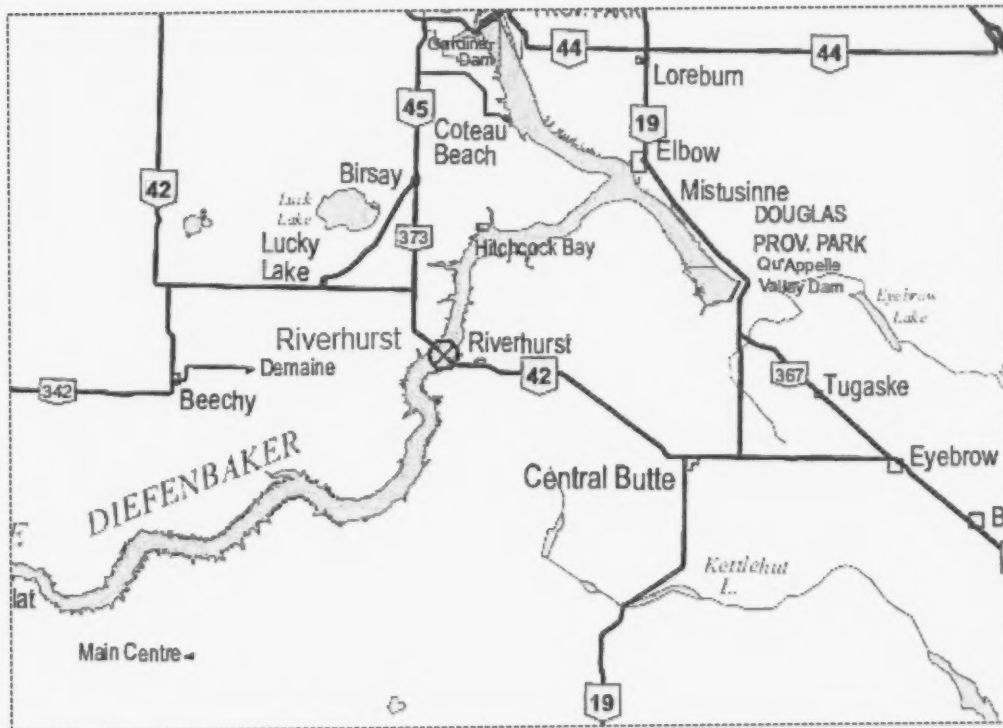 PROV. PARK
Gardiner
Dam
44
44
Loreburn
45
19
Coteau
Beach
Elbow
Birsay
42
Mistusinne
Luck
Lake
DOUGLAS
PROV. PARK
373
Lucky
Lake
Hitchcock Bay
Qu'Appelle
Valley Dam
Eyebrow
Lake
Riverhurst
Riverhurst
Demaine
42
367
342
Beechy
Tugaske
DIEFENBAKER
Eyebrow
Central Butte
B
E
Kettlehut
L.
lat
Main Centre
19